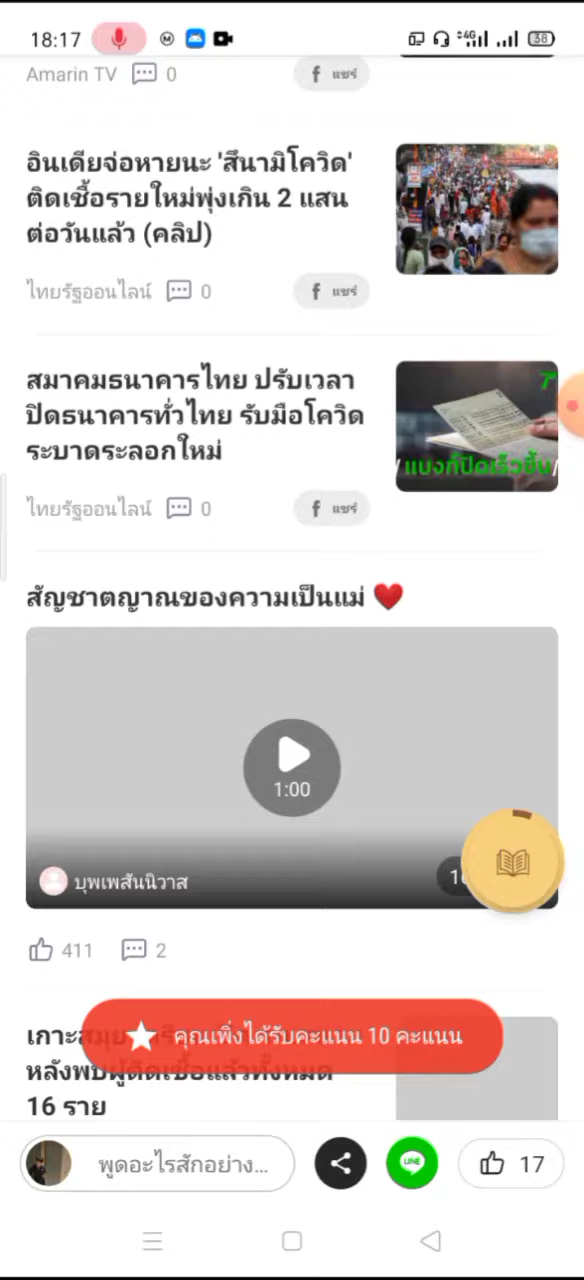 18:17
4G
38
Amarin TV 0
แชร์
อินเดียจ่อหายนะ 'สึนามิโควิด'
ติดเชื้อรายใหม่พุ่งเกิน 2 แสน
ต่อวันแล้ว (คลิป)
ไทยรัฐออนไลน์ 0
แชร์
สมาคมธนาคารไทย ปรับเวลา
ปิดธนาคารทั่วไทย รับมือโควิด
ระบาดระลอกใหม่
แบงก์ปิดเร็วขึ้น
ไทยรัฐออนไลน์ 0
แชร์
สัญชาตญาณของความเป็นแม่ ❤️
1:00
บุพเพสันนิวาส
411 2
คุณเพิ่งได้รับคะแนน 10 คะแนน
เกาะสมุย
หลังพบผู้ติดเชื้อแล้วทั้งหมด
16 ราย
พูดอะไรสักอย่าง...
LINE
17